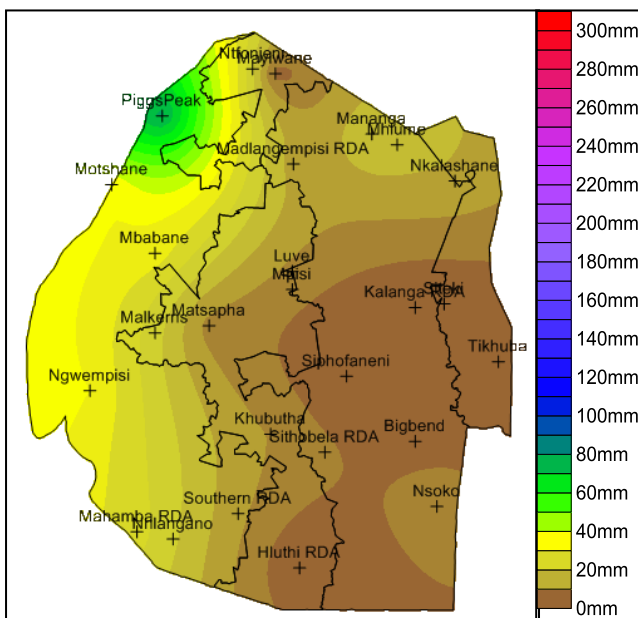 Ntfonjeni
Mayiwane
PiggsPeak
Mananga
Mhlume
Madlangempisi RDA
Nkalashane
Motshane
Mbabane
Luve
Kalanga RDA
Matsapha
Malkerns
Tikhuba
Siphofaneni
Ngwempisi
Khubutha
Sithobela RDA
Bigbend
Nsoko
Southern RDA
Mahamba RDA
Nhlangano
Hluthi RDA
300mm
280mm
260mm
240mm
220mm
200mm
180mm
160mm
140mm
120mm
100mm
80mm
60mm
40mm
20mm
0mm